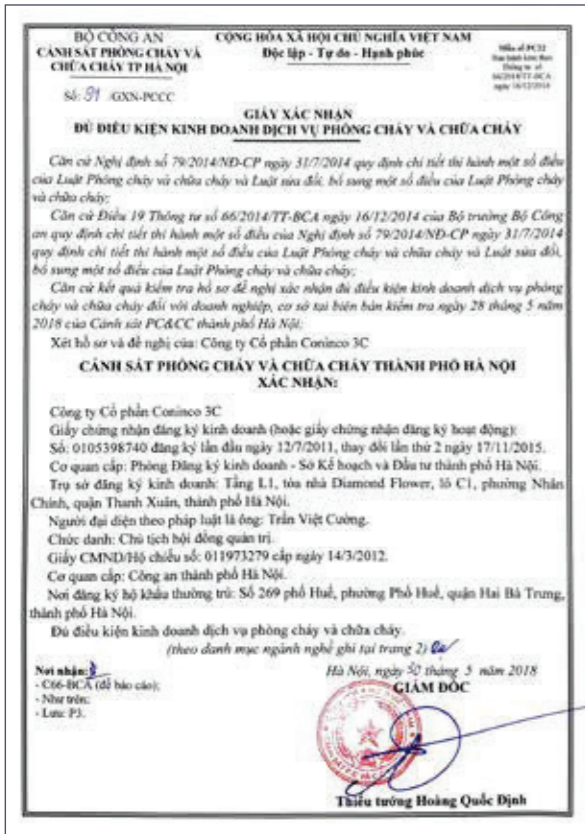 BỘ CÔNG AN
CẢNH SÁT PHÒNG CHÁY VÀ
CHỮA CHÁY TP HÀ NỘI
Số: 91 /GXN-PCCC
CỘNG HÒA XÃ HỘI CHỦ NGHĨA VIỆT NAM
Độc lập - Tự do - Hạnh phúc
Mẫu số PC33
Ban hành kèm theo
Thông tư số
66/2014/TT-BCA
ngày 16/12/2014
GIẤY XÁC NHẬN
ĐỦ ĐIỀU KIỆN KINH DOANH DỊCH VỤ PHÒNG CHÁY VÀ CHỮA CHÁY
Căn cứ Nghị định số 79/2014/NĐ-CP ngày 31/7/2014 quy định chi tiết thi hành một số điều
của Luật Phòng cháy và chữa cháy và Luật sửa đổi, bổ sung một số điều của Luật Phòng cháy
và chữa cháy;
Căn cứ Điều 19 Thông tư số 66/2014/TT-BCA ngày 16/12/2014 của Bộ trưởng Bộ Công
an quy định chi tiết thi hành một số điều của Nghị định số 79/2014/NĐ-CP ngày 31/7/2014
quy định chi tiết thi hành một số điều của Luật Phòng cháy và chữa cháy và Luật sửa đổi,
bổ sung một số điều của Luật Phòng cháy và chữa cháy;
Căn cứ kết quả kiểm tra hồ sơ đề nghị xác nhận đủ điều kiện kinh doanh dịch vụ phòng
cháy và chữa cháy đối với doanh nghiệp, cơ sở tại biên bản kiểm tra ngày 28 tháng 5 năm
2018 của Cảnh sát PC&CC thành phố Hà Nội;
Xét hồ sơ và đề nghị của: Công ty Cổ phần Coninco 3C
CẢNH SÁT PHÒNG CHÁY VÀ CHỮA CHÁY THÀNH PHỐ HÀ NỘI
XÁC NHẬN:
Công ty Cổ phần Coninco 3C
Giấy chứng nhận đăng ký kinh doanh (hoặc giấy chứng nhận đăng ký hoạt động):
Số: 0105398740 đăng ký lần đầu ngày 12/7/2011, thay đổi lần thứ 2 ngày 17/11/2015.
Cơ quan cấp: Phòng Đăng ký kinh doanh - Sở Kế hoạch và Đầu tư thành phố Hà Nội.
Trụ sở đăng ký kinh doanh: Tầng L1, tòa nhà Diamond Flower, lô C1, phường Nhân
Chính, quận Thanh Xuân, thành phố Hà Nội.
Người đại diện theo pháp luật là ông: Trần Việt Cường.
Chức danh: Chủ tịch hội đồng quản trị.
Giấy CMND/Hộ chiếu số: 011973279 cấp ngày 14/3/2012.
Cơ quan cấp: Công an thành phố Hà Nội.
Nơi đăng ký hộ khẩu thường trú: Số 269 phố Huế, phường Phố Huế, quận Hai Bà Trưng,
thành phố Hà Nội.
Đủ điều kiện kinh doanh dịch vụ phòng cháy và chữa cháy.
(theo danh mục ngành nghề ghi tại trang 2)
Nơi nhận:
- C66-BCA (để báo cáo);
- Như trên;
- Lưu: P3.
Hà Nội, ngày 30 tháng 5 năm 2018
GIÁM ĐỐC
Thiếu tướng Hoàng Quốc Định